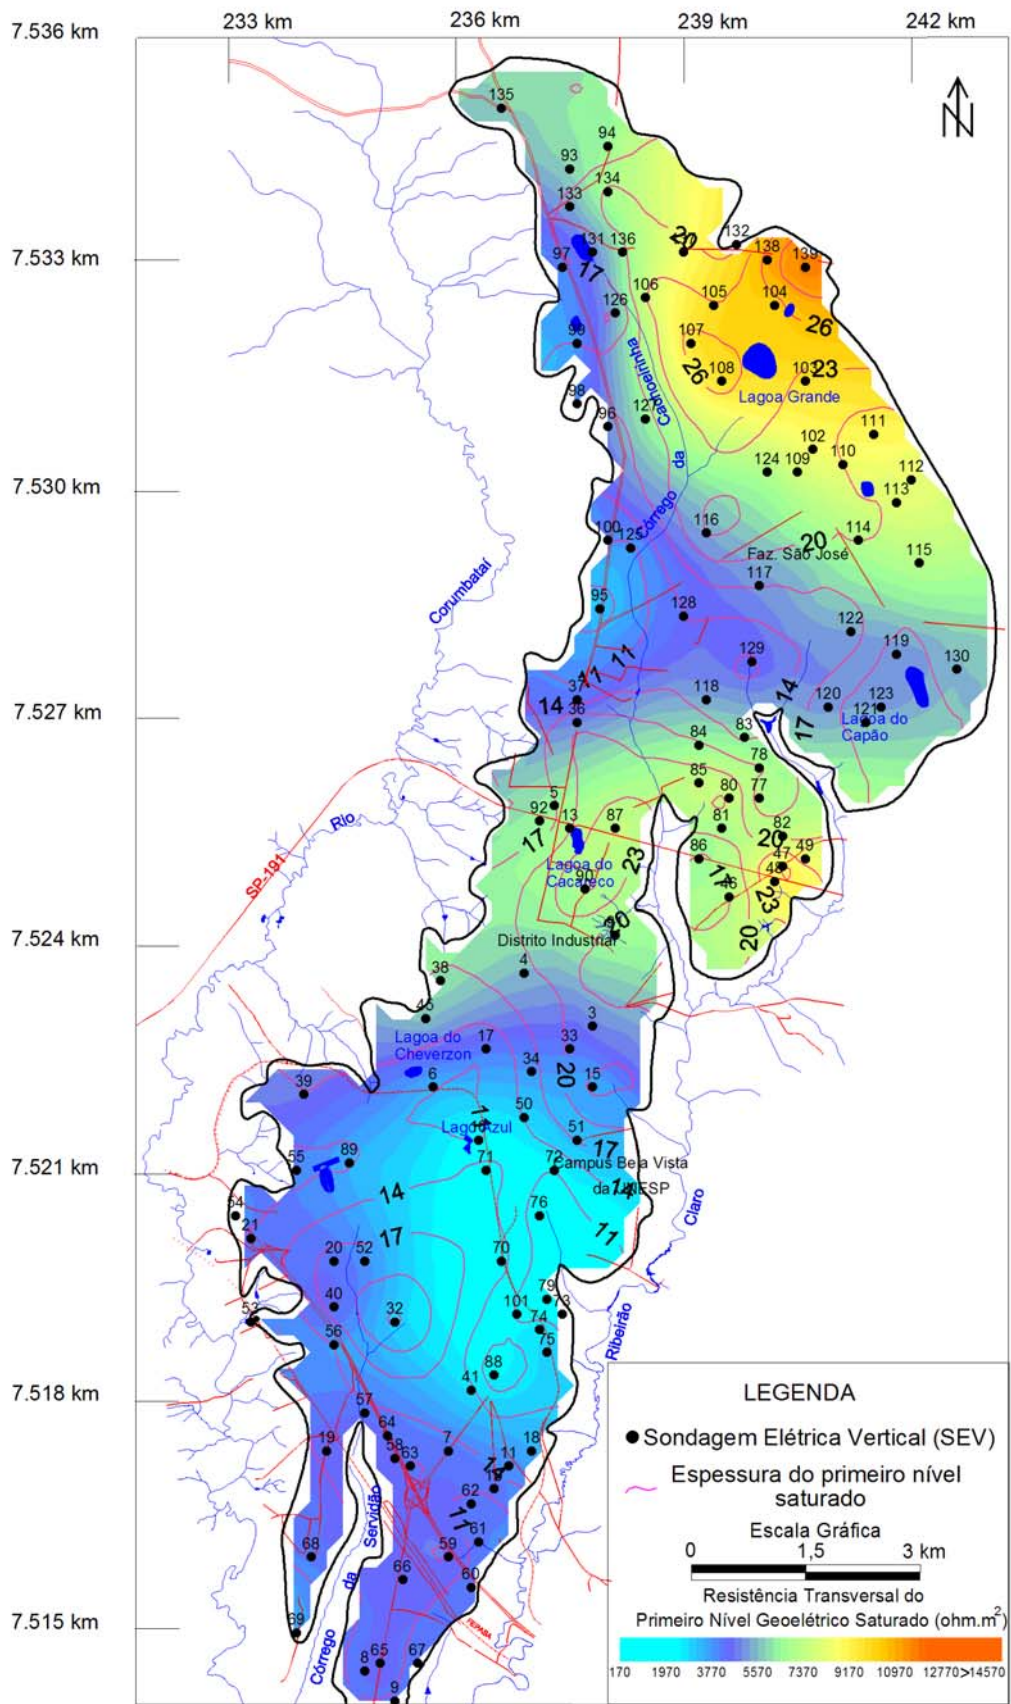 233 km 236 km 239 km 242 km
7.536 km
135
94
93
134
133
N
132
131 136 20 138 139
7.533 km
97 17
106 105 104
126 26
99 107
26 108 103 23
Lagoa Grande
98
Cachoeirinha
127
96
111
102
da
110
124 109
112
7.530 km
113
Córrego
116
100 125
114
20
Faz. São José
115
117
Corumbataí
95
128
122
119
129
130
11
11
37
14
118
14
120 123
7.527 km
36
121
Lagoa do
Capão
17
83
84
78
85
80 77
5
92 13 87
81
82
20
Rio
17
Lagoa do
Cacareco
23
86
47 49
SP-191
17
48
90
46
23
20
20
7.524 km
Distrito Industrial
4
38
45
3
Lagoa do
Cheverzon
17 33
34
20
39
6
15
50
11
Lago Azul
51
17
7.521 km
55 89
71 72
Campus Bela Vista
da UNESP
14
14
54
76
Claro
21
17
11
20 52
70
79
40
53
32
101 73
74
56
75
Ribeirão
88
41
7.518 km
57
64
19
58 63
7
11 18
14
62
11
Servidão
61
68
59
66
60
da
7.515 km
69
FEPASA
Córrego
8 65 67
9
LEGENDA
Sondagem Elétrica Vertical (SEV)
Espessura do primeiro nível
saturado
Escala Gráfica
0 1,5 3 km
Resistência Transversal do
Primeiro Nível Geoelétrico Saturado (ohm.m²)
170 1970 3770 5570 7370 9170 10970 12770 >14570